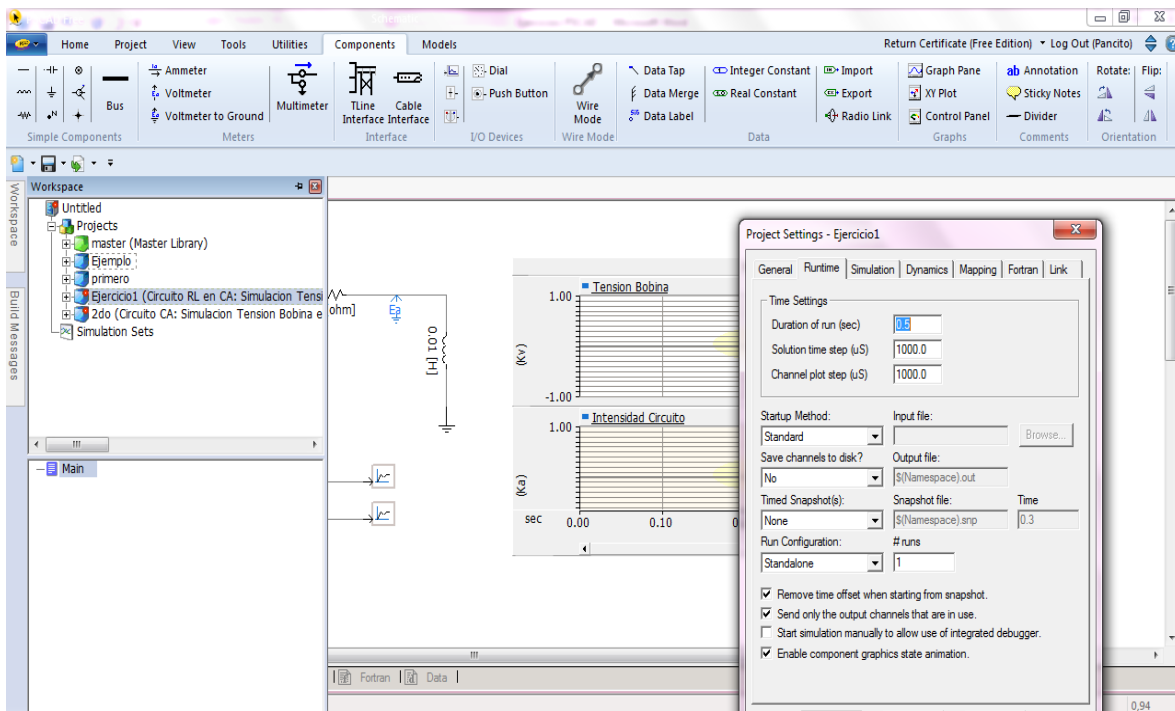 Home Project View Tools Utilities Components Models Return Certificate (Free Edition) Log Out (Pancito)
Ammeter
Voltmeter
Voltmeter to Ground
Bus
Multimeter
TLine Interface
Cable Interface
Dial
Push Button
Wire Mode
Data Tap
Data Merge
Data Label
Integer Constant
Real Constant
Import
Export
Radio Link
Graph Pane
XY Plot
Control Panel
Annotation
Sticky Notes
Divider
Rotate: Flip:
Simple Components Meters Interface I/O Devices Wire Mode Data Graphs Comments Orientation
Workspace
Workspace
Build Messages
Untitled
Projects
master (Master Library)
Ejemplo
primero
Ejercicio1 (Circuito RL en CA: Simulacion Tensi
2do (Circuito CA: Simulacion Tension Bobina e
Simulation Sets
Main
ohm]
Ea
0.01 [H]
Tension Bobina
1.00
(Kv)
-1.00
Intensidad Circuito
1.00
(Ka)
sec 0.00 0.10 0
Fortran Data
Project Settings - Ejercicio1
General Runtime Simulation Dynamics Mapping Fortran Link
Time Settings
Duration of run (sec) 0.5
Solution time step (uS) 1000.0
Channel plot step (uS) 1000.0
Startup Method: Input file:
Standard Browse...
Save channels to disk? Output file:
No $(Namespace).out
Timed Snapshot(s): Snapshot file: Time
None $(Namespace).snp 0.3
Run Configuration: # runs
Standalone 1
Remove time offset when starting from snapshot.
Send only the output channels that are in use.
Start simulation manually to allow use of integrated debugger.
Enable component graphics state animation.
0,94